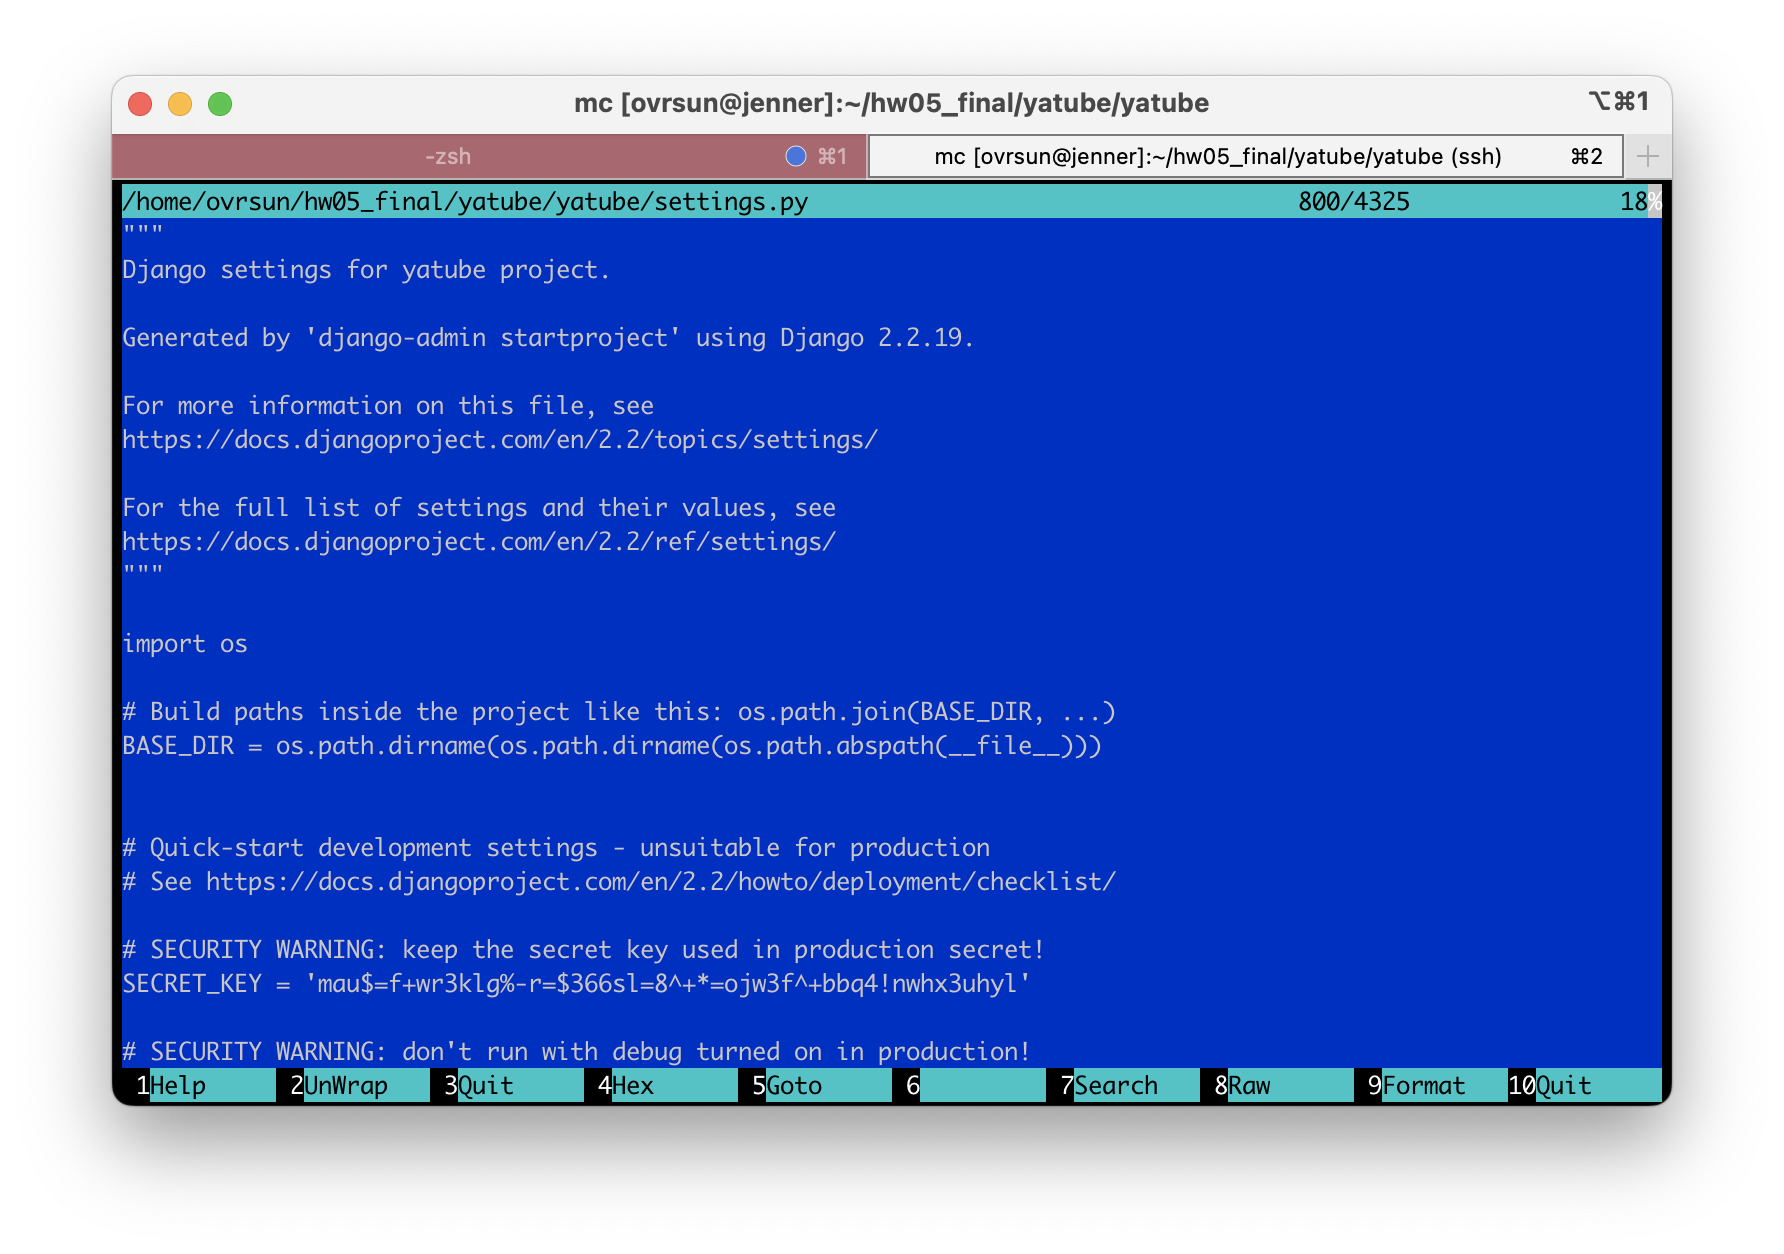 mc [ovrsun@jenner]:~/hw05_final/yatube/yatube ⌥⌘1
-zsh ⌘1 mc [ovrsun@jenner]:~/hw05_final/yatube/yatube (ssh) ⌘2 +
/home/ovrsun/hw05_final/yatube/yatube/settings.py 800/4325 18%
"""
Django settings for yatube project.
Generated by 'django-admin startproject' using Django 2.2.19.
For more information on this file, see
https://docs.djangoproject.com/en/2.2/topics/settings/
For the full list of settings and their values, see
https://docs.djangoproject.com/en/2.2/ref/settings/
"""
import os
# Build paths inside the project like this: os.path.join(BASE_DIR, ...)
BASE_DIR = os.path.dirname(os.path.dirname(os.path.abspath(__file__)))
# Quick-start development settings - unsuitable for production
# See https://docs.djangoproject.com/en/2.2/howto/deployment/checklist/
# SECURITY WARNING: keep the secret key used in production secret!
SECRET_KEY = 'mau$=f+wr3klg%-r=$366sl=8^+*=ojw3f^+bbq4!nwhx3uhyl'
# SECURITY WARNING: don't run with debug turned on in production!
1Help 2UnWrap 3Quit 4Hex 5Goto 6 7Search 8Raw 9Format 10Quit